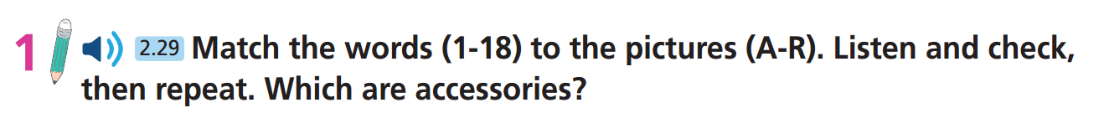 1 2.29 Match the words (1-18) to the pictures (A-R). Listen and check,
then repeat. Which are accessories?